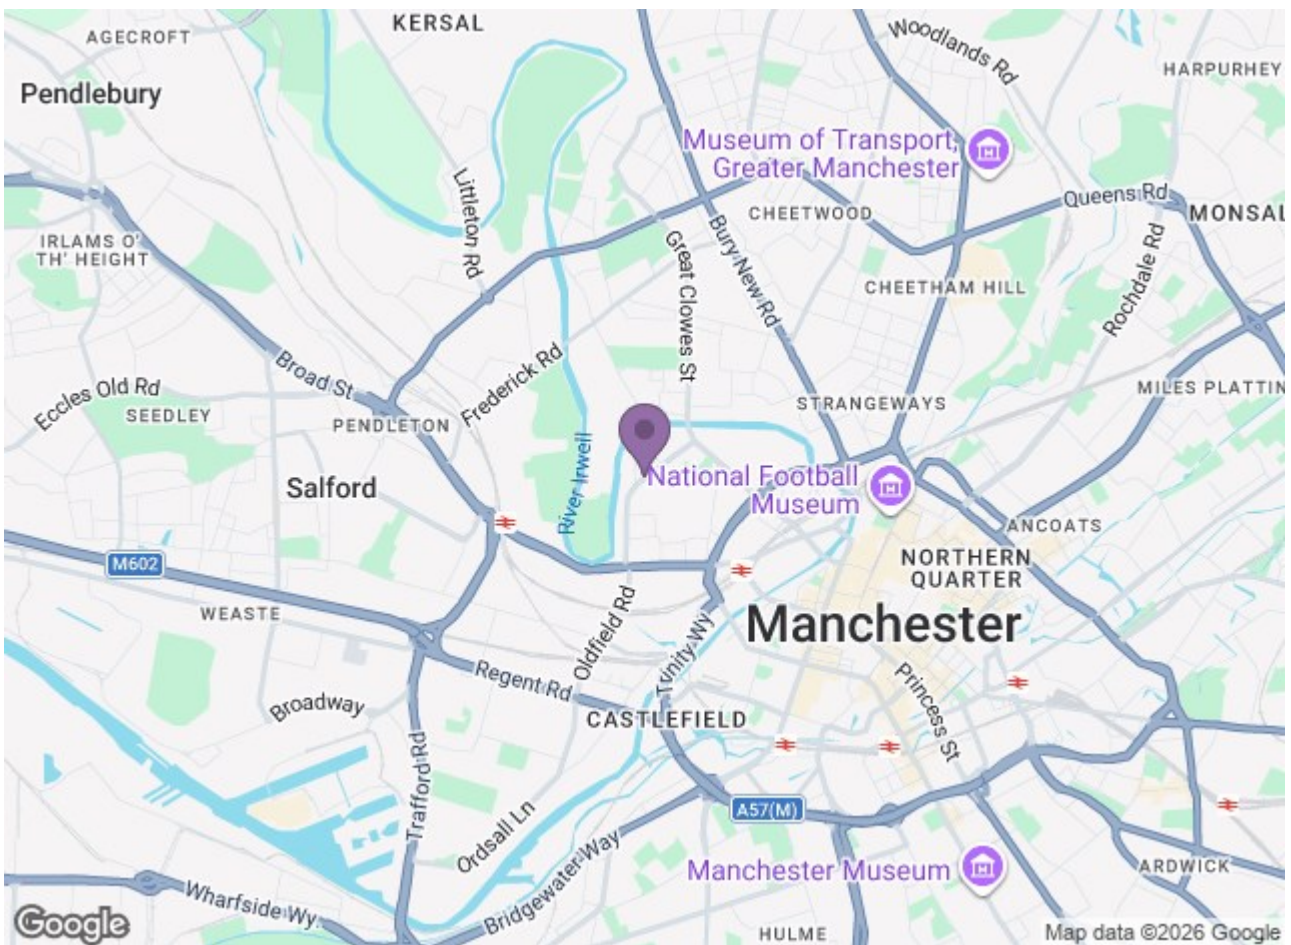 KERSAL
AGECROFT
Woodlands Rd
HARPURHEY
Pendlebury
Museum of Transport,
Greater Manchester
Littleton Rd
Queens Rd
CHEETWOOD
MONSAL
IRLAMS O'
TH' HEIGHT
Great Clowes St
Bury New Rd
Rochdale Rd
CHEETHAM HILL
Broad St
Frederick Rd
Eccles Old Rd
SEEDLEY
PENDLETON
STRANGEWAYS
MILES PLATTIN
River Irwell
Salford
National Football
Museum
ANCOATS
NORTHERN
QUARTER
M602
WEASTE
Oldfield Rd
Manchester
Trinity Wy
Regent Rd
Princess St
Broadway
CASTLEFIELD
Trafford Rd
A57(M)
Ordsall Ln
Bridgewater Way
Manchester Museum
ARDWICK
Wharfside Wy.
HULME
Google
Map data ©2026 Google